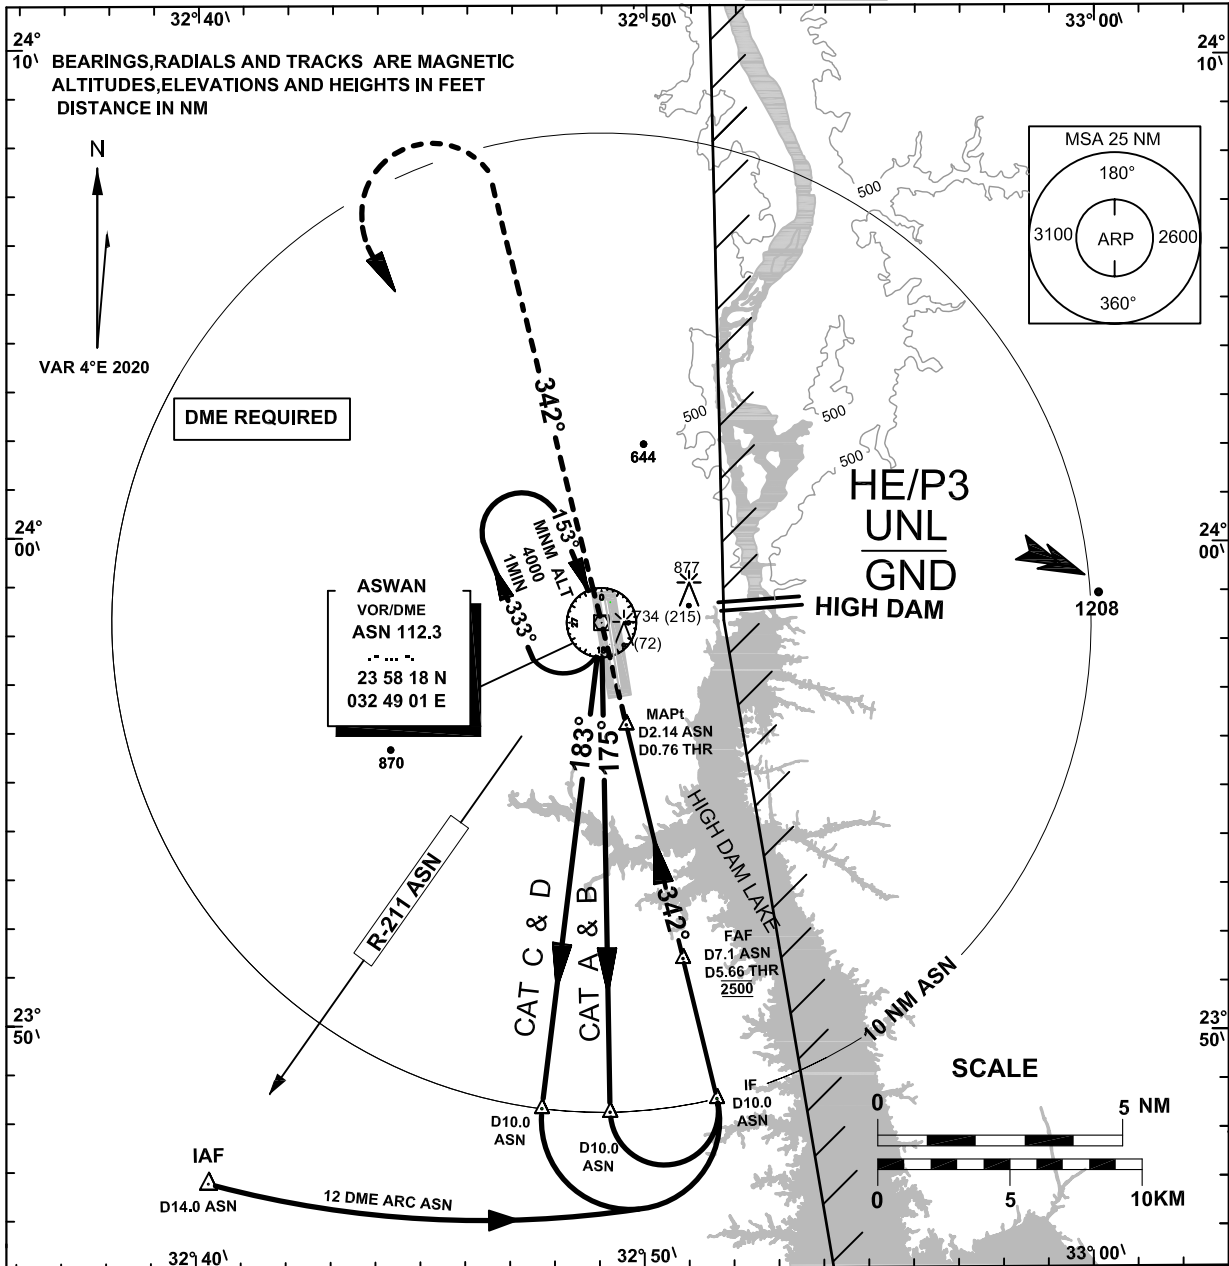 32°40\
32°50\
33°00\
24°
10\
24°
10\
BEARINGS,RADIALS AND TRACKS ARE MAGNETIC
ALTITUDES,ELEVATIONS AND HEIGHTS IN FEET
DISTANCE IN NM
N
VAR 4°E 2020
MSA 25 NM
180°
3100
ARP
2600
360°
500
DME REQUIRED
342°
500
500
500
644
HE/P3
UNL
GND
24°
00\
24°
00\
153°
MNM ALT
4000
1MIN
333°
877
HIGH DAM
1208
734 (215)
(72)
ASWAN
VOR/DME
ASN 112.3
.- ... -.
23 58 18 N
032 49 01 E
MAPt
D2.14 ASN
D0.76 THR
183°
175°
870
HIGH DAM LAKE
R-211 ASN
CAT C & D
CAT A & B
342°
FAF
D7.1 ASN
D5.66 THR
2500
10 NM ASN
23°
50\
23°
50\
SCALE
IF
D10.0
ASN
D10.0
ASN
D10.0
ASN
0
5 NM
0
5
10KM
IAF
D14.0 ASN
12 DME ARC ASN
32°40\
32°50\
33°00\